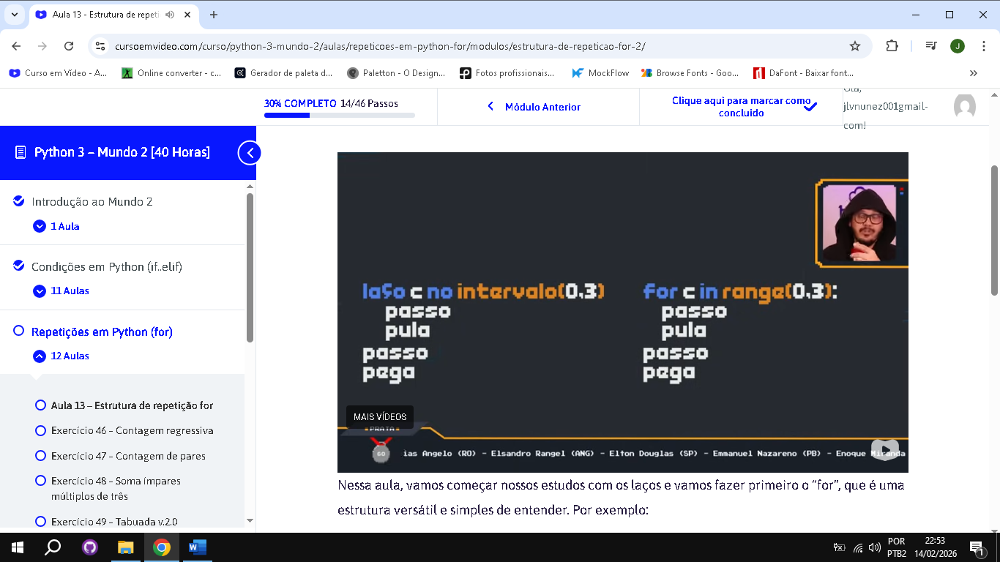 Aula 13 - Estrutura de repeti
cursoemvideo.com/curso/python-3-mundo-2/aulas/repeticoes-em-python-for/modulos/estrutura-de-repeticao-for-2/
J
Curso em Vídeo - A...
Online converter - c...
Gerador de paleta d...
Paletton - O Design...
Fotos profissionais...
MockFlow
Browse Fonts - Goo...
DaFont - Baixar font...
30% COMPLETO 14/46 Passos
Módulo Anterior
Clique aqui para marcar como
concluido
Olá,
jlvnunez001gmail-
com!
Python 3 – Mundo 2 [40 Horas]
Introdução ao Mundo 2
1 Aula
Condições em Python (if..elif)
11 Aulas
Repetições em Python (for)
12 Aulas
Aula 13 – Estrutura de repetição for
Exercício 46 – Contagem regressiva
Exercício 47 – Contagem de pares
Exercício 48 – Soma ímpares
múltiplos de três
Exercício 49 – Tabuada v.2.0
laço c no intervalo(0,3)
passo
pula
passo
pega
for c in range(0,3):
passo
pula
passo
pega
MAIS VÍDEOS
PRATA
60
ias Angelo (RO) - Elsandro Rangel (ANG) - Elton Douglas (SP) - Emmanuel Nazareno (PB) - Enoque Miranda
Nessa aula, vamos começar nossos estudos com os laços e vamos fazer primeiro o “for”, que é uma
estrutura versátil e simples de entender. Por exemplo:
POR
PTB2
22:53
14/02/2026
1